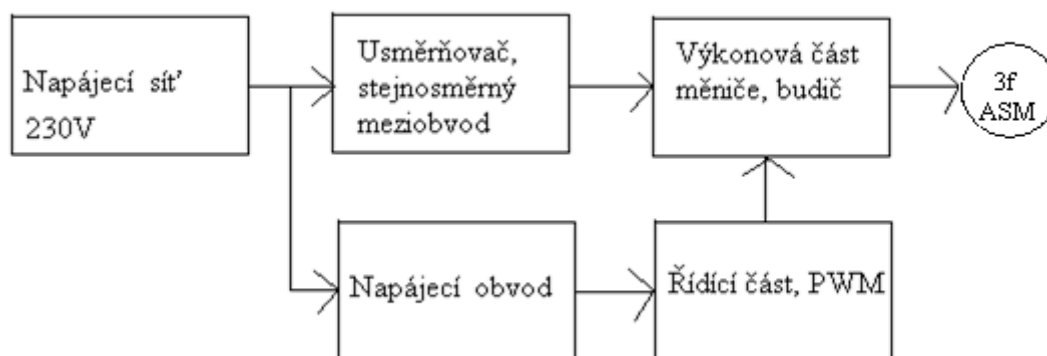 Napájecí síť
230V
Usměrňovač,
stejnosměrný
meziobvod
Výkonová část
měniče, budič
3f
ASM
Napájecí obvod
Řídící část, PWM